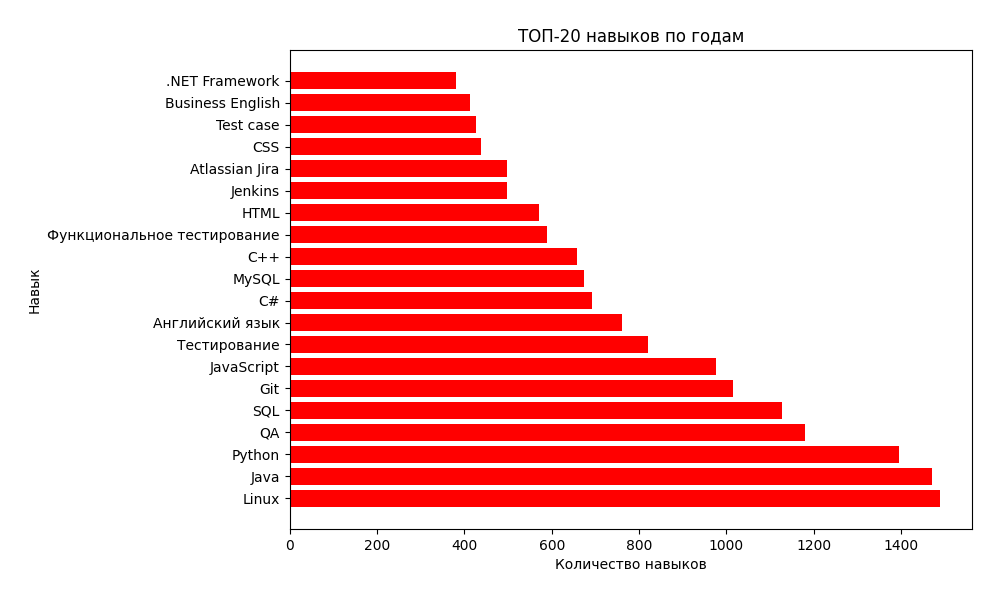 ТОП-20 навыков по годам
.NET Framework
Business English
Test case
CSS
Atlassian Jira
Jenkins
HTML
Функциональное тестирование
C++
MySQL
C#
Английский язык
Тестирование
JavaScript
Git
SQL
QA
Python
Java
Linux
Навык
0 200 400 600 800 1000 1200 1400
Количество навыков